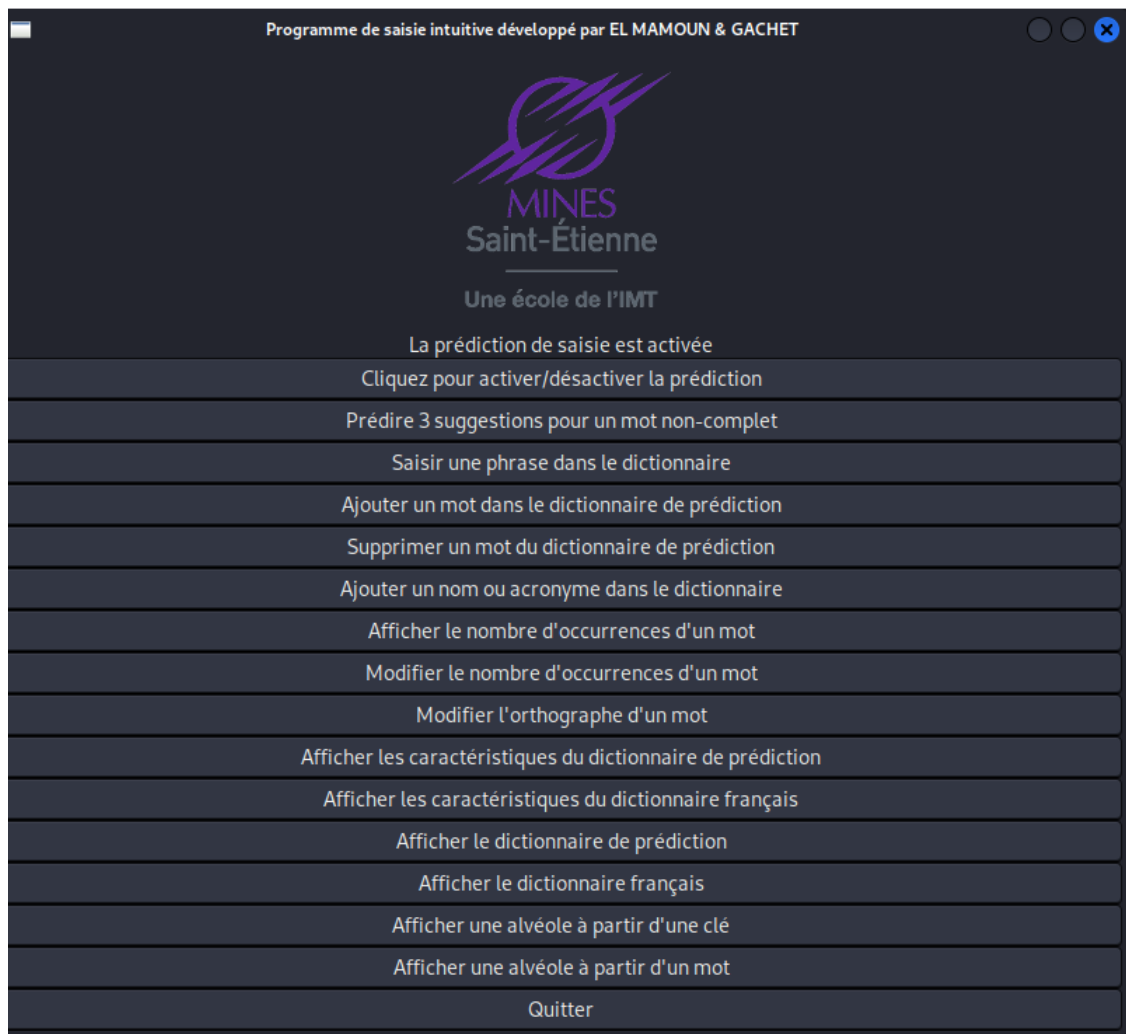 Programme de saisie intuitive développé par EL MAMOUN & GACHET
MINES
Saint-Étienne
Une école de l'IMT
La prédiction de saisie est activée
Cliquez pour activer/désactiver la prédiction
Prédire 3 suggestions pour un mot non-complet
Saisir une phrase dans le dictionnaire
Ajouter un mot dans le dictionnaire de prédiction
Supprimer un mot du dictionnaire de prédiction
Ajouter un nom ou acronyme dans le dictionnaire
Afficher le nombre d'occurrences d'un mot
Modifier le nombre d'occurrences d'un mot
Modifier l'orthographe d'un mot
Afficher les caractéristiques du dictionnaire de prédiction
Afficher les caractéristiques du dictionnaire français
Afficher le dictionnaire de prédiction
Afficher le dictionnaire français
Afficher une alvéole à partir d'une clé
Afficher une alvéole à partir d'un mot
Quitter